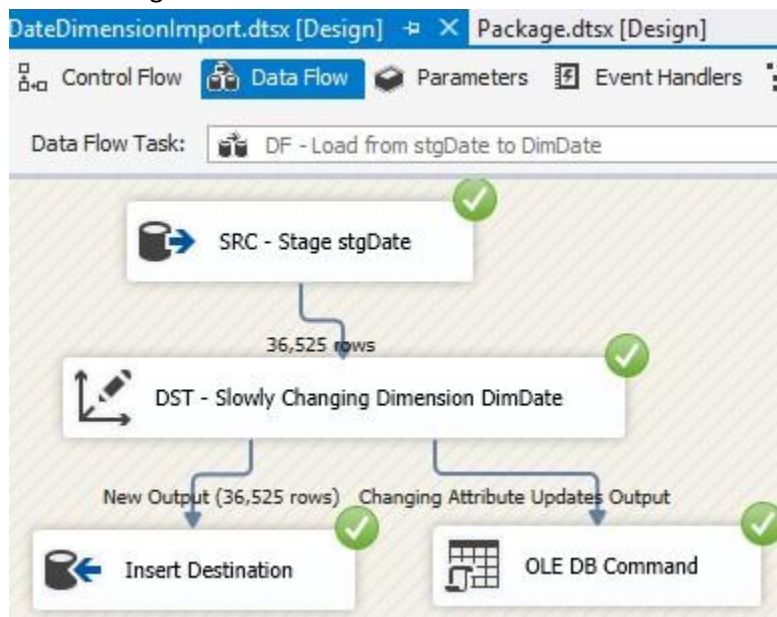 DateDimensionImport.dtsx [Design] Package.dtsx [Design]
Control Flow Data Flow Parameters Event Handlers
Data Flow Task: DF - Load from stgDate to DimDate
SRC - Stage stgDate
36,525 rows
DST - Slowly Changing Dimension DimDate
New Output (36,525 rows) Changing Attribute Updates Output
Insert Destination OLE DB Command